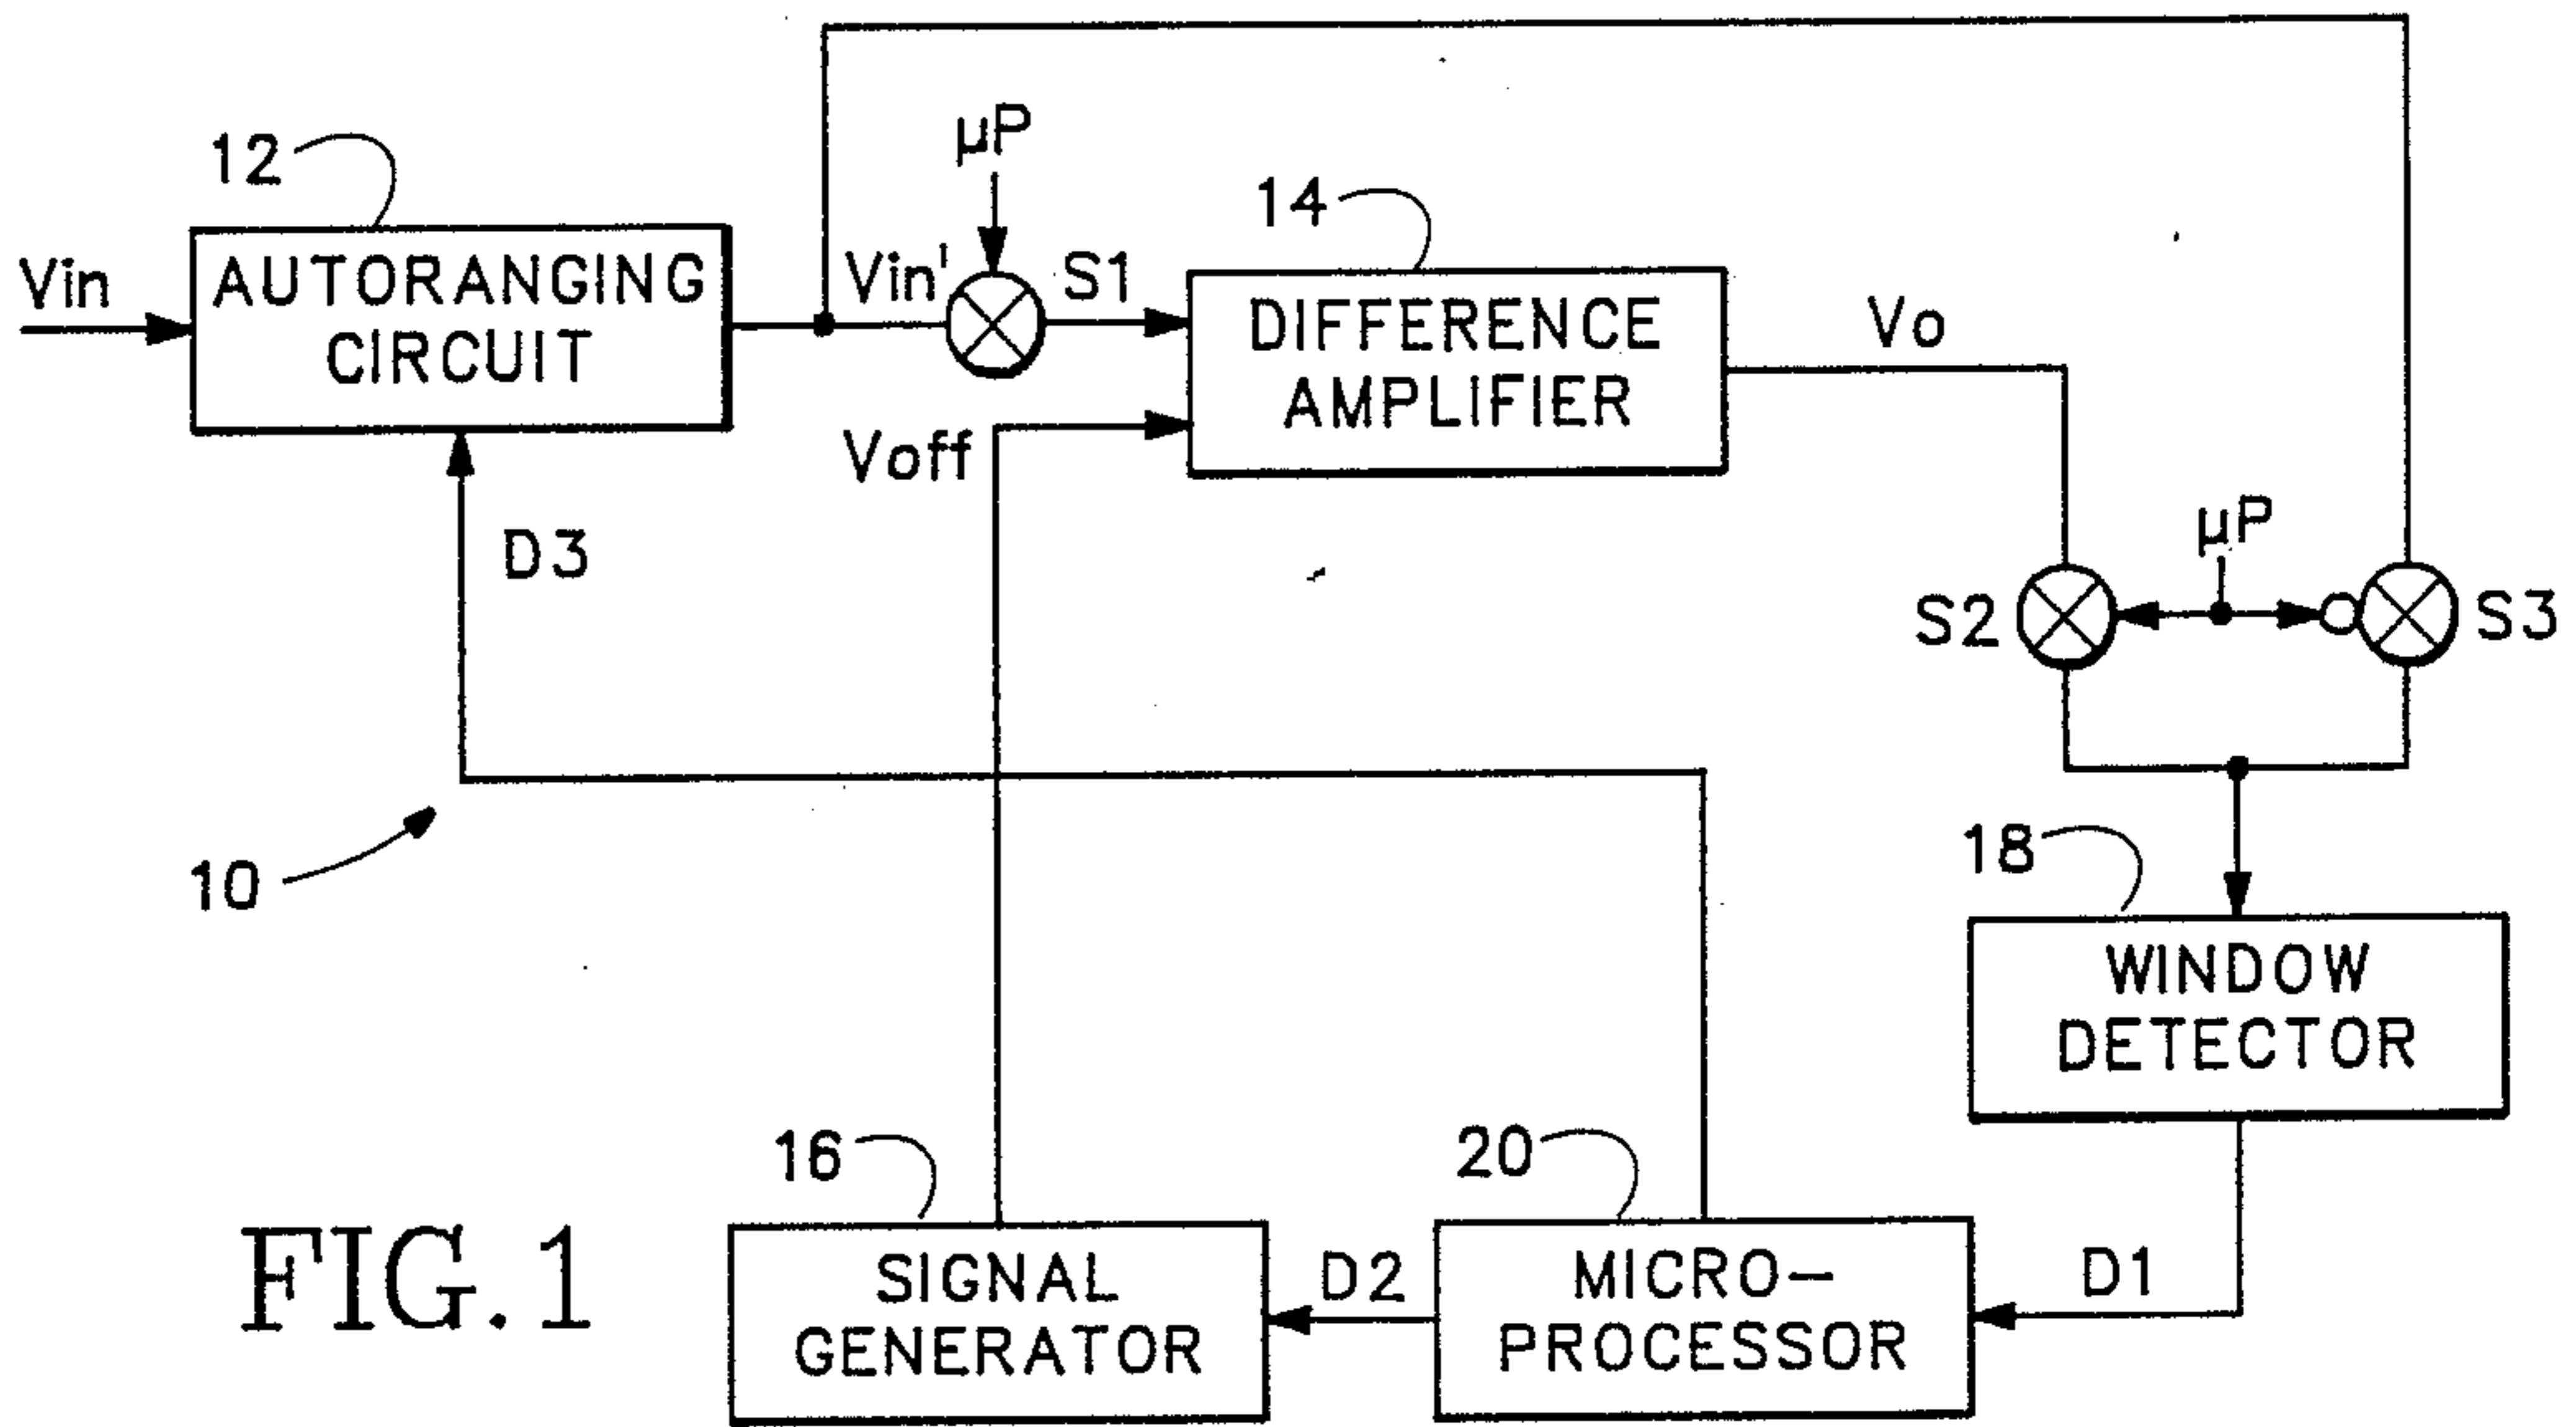 12
µP
14
Vin
AUTORANGING
CIRCUIT
Vin'
S1
DIFFERENCE
AMPLIFIER
Vo
Voff
D3
µP
S2
S3
10
18
WINDOW
DETECTOR
16
20
SIGNAL
GENERATOR
D2
MICRO-
PROCESSOR
D1
FIG.1